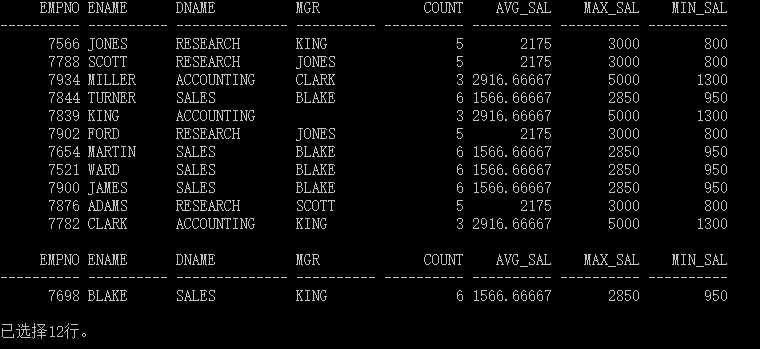 EMPNO ENAME      DNAME          MGR             COUNT    AVG_SAL    MAX_SAL    MIN_SAL
---------- ---------- -------------- ---------- ---------- ---------- ---------- ----------
      7566 JONES      RESEARCH       KING                5       2175       3000        800
      7788 SCOTT      RESEARCH       JONES               5       2175       3000        800
      7934 MILLER     ACCOUNTING     CLARK               3 2916.66667       5000       1300
      7844 TURNER     SALES          BLAKE               6 1566.66667       2850        950
      7839 KING       ACCOUNTING                         3 2916.66667       5000       1300
      7902 FORD       RESEARCH       JONES               5       2175       3000        800
      7654 MARTIN     SALES          BLAKE               6 1566.66667       2850        950
      7521 WARD       SALES          BLAKE               6 1566.66667       2850        950
      7900 JAMES      SALES          BLAKE               6 1566.66667       2850        950
      7876 ADAMS      RESEARCH       SCOTT               5       2175       3000        800
      7782 CLARK      ACCOUNTING     KING                3 2916.66667       5000       1300
     EMPNO ENAME      DNAME          MGR             COUNT    AVG_SAL    MAX_SAL    MIN_SAL
---------- ---------- -------------- ---------- ---------- ---------- ---------- ----------
      7698 BLAKE      SALES          KING                6 1566.66667       2850        950
已选择12行。